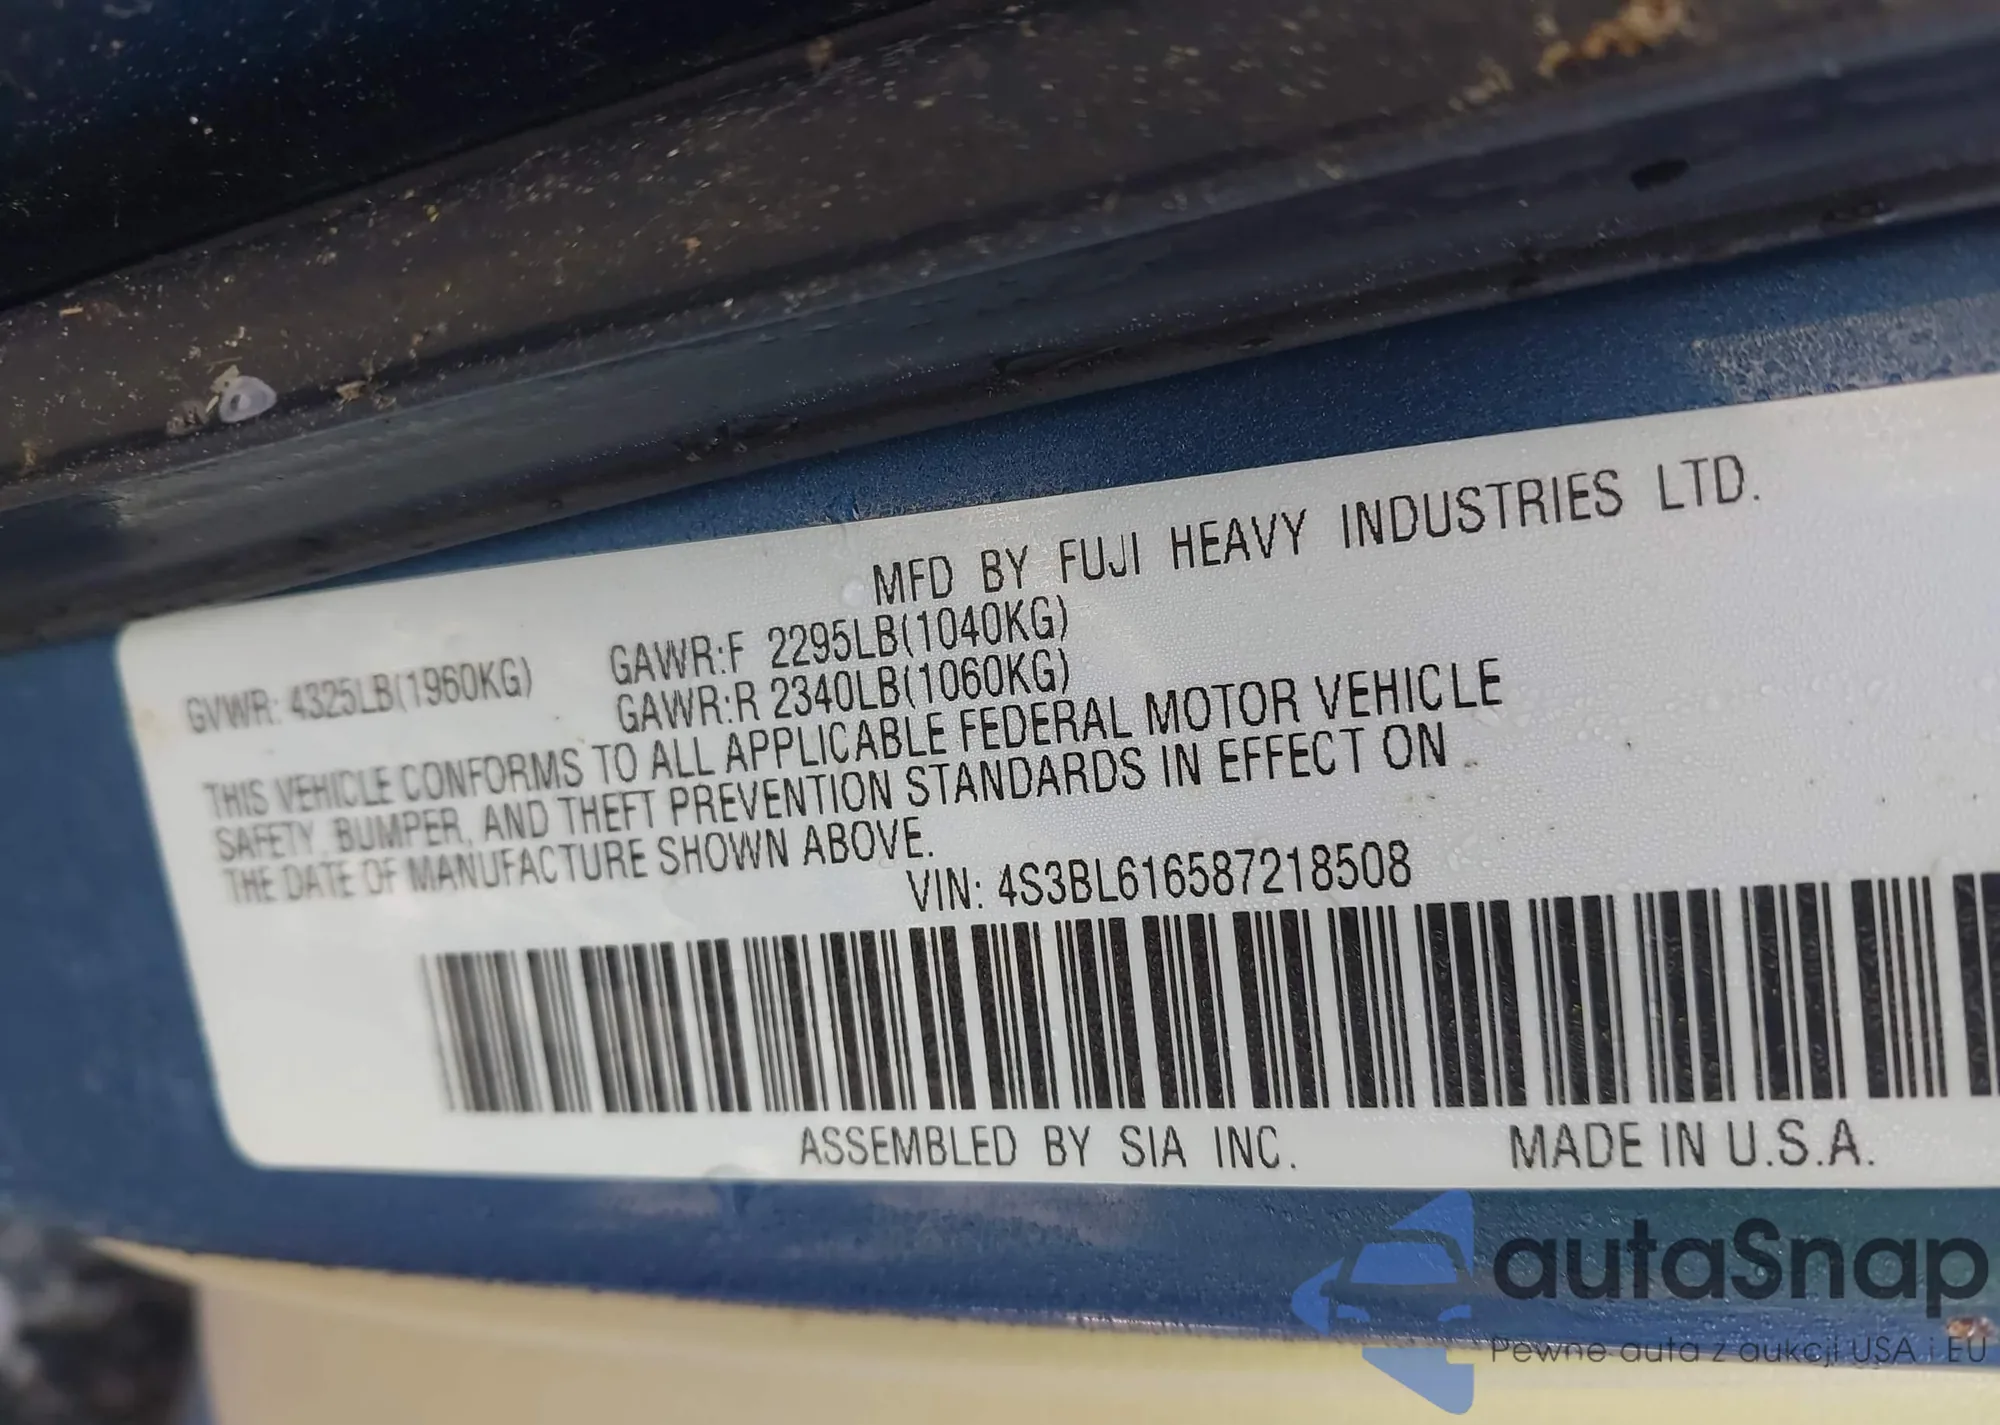 MFD BY FUJI HEAVY INDUSTRIES LTD.
GVWR: 4325LB(1960KG) GAWR:F 2295LB(1040KG)
GAWR:R 2340LB(1060KG)
THIS VEHICLE CONFORMS TO ALL APPLICABLE FEDERAL MOTOR VEHICLE
SAFETY, BUMPER, AND THEFT PREVENTION STANDARDS IN EFFECT ON
THE DATE OF MANUFACTURE SHOWN ABOVE.
VIN: 4S3BL616587218508
ASSEMBLED BY SIA INC. MADE IN U.S.A.
autaSnap
Pewne auta z aukcji USA i EU